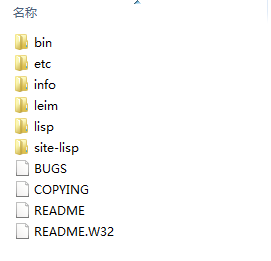 名称
bin
etc
info
leim
lisp
site-lisp
BUGS
COPYING
README
README.W32